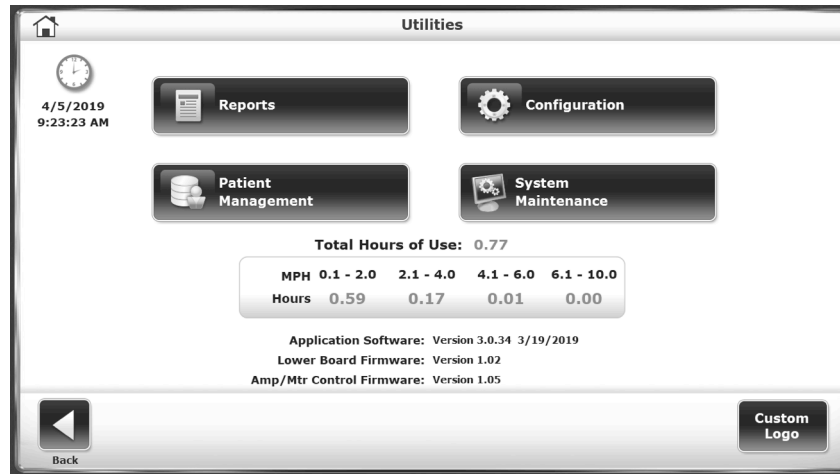 Utilities
4/5/2019
9:23:23 AM
Reports
Configuration
Patient
Management
System
Maintenance
Total Hours of Use: 0.77
MPH 0.1 - 2.0 2.1 - 4.0 4.1 - 6.0 6.1 - 10.0
Hours 0.59 0.17 0.01 0.00
Application Software: Version 3.0.34 3/19/2019
Lower Board Firmware: Version 1.02
Amp/Mtr Control Firmware: Version 1.05
Back
Custom
Logo